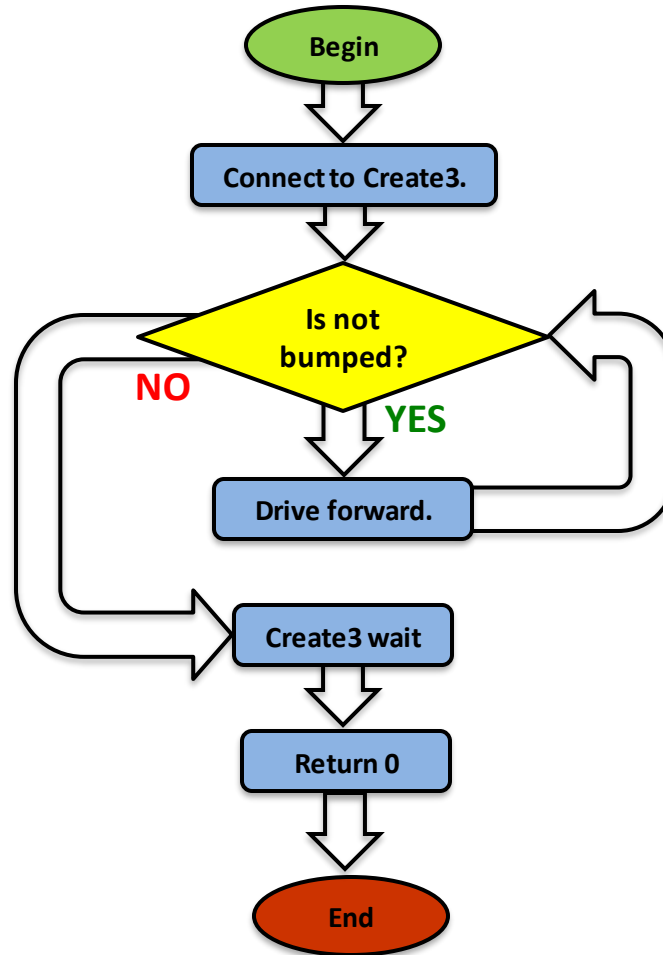 Begin
Connect to Create3.
Is not
bumped?
NO
YES
Drive forward.
Create3 wait
Return 0
End